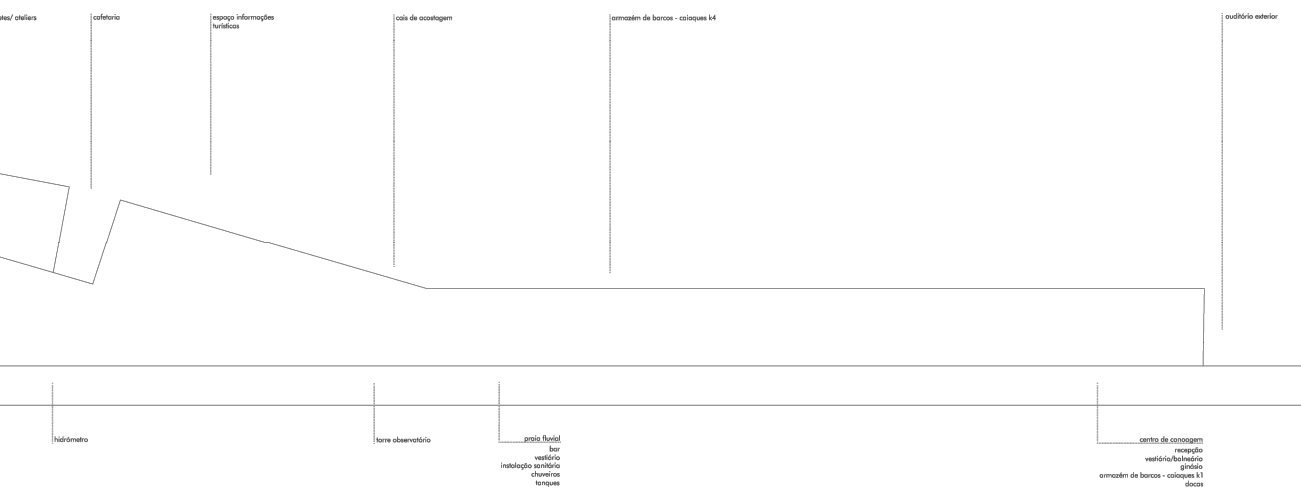 ateliers
cafetaria
espaço informações
turísticas
cais de acostagem
armazém de barcos - caiaques k4
auditório exterior
hidrómetro
torre observatório
praia fluvial
bar
vestiário
instalação sanitária
chuveiros
tanques
centro de canoagem
recepção
vestiário/balneário
ginásio
armazém de barcos - caiaques k1
docas